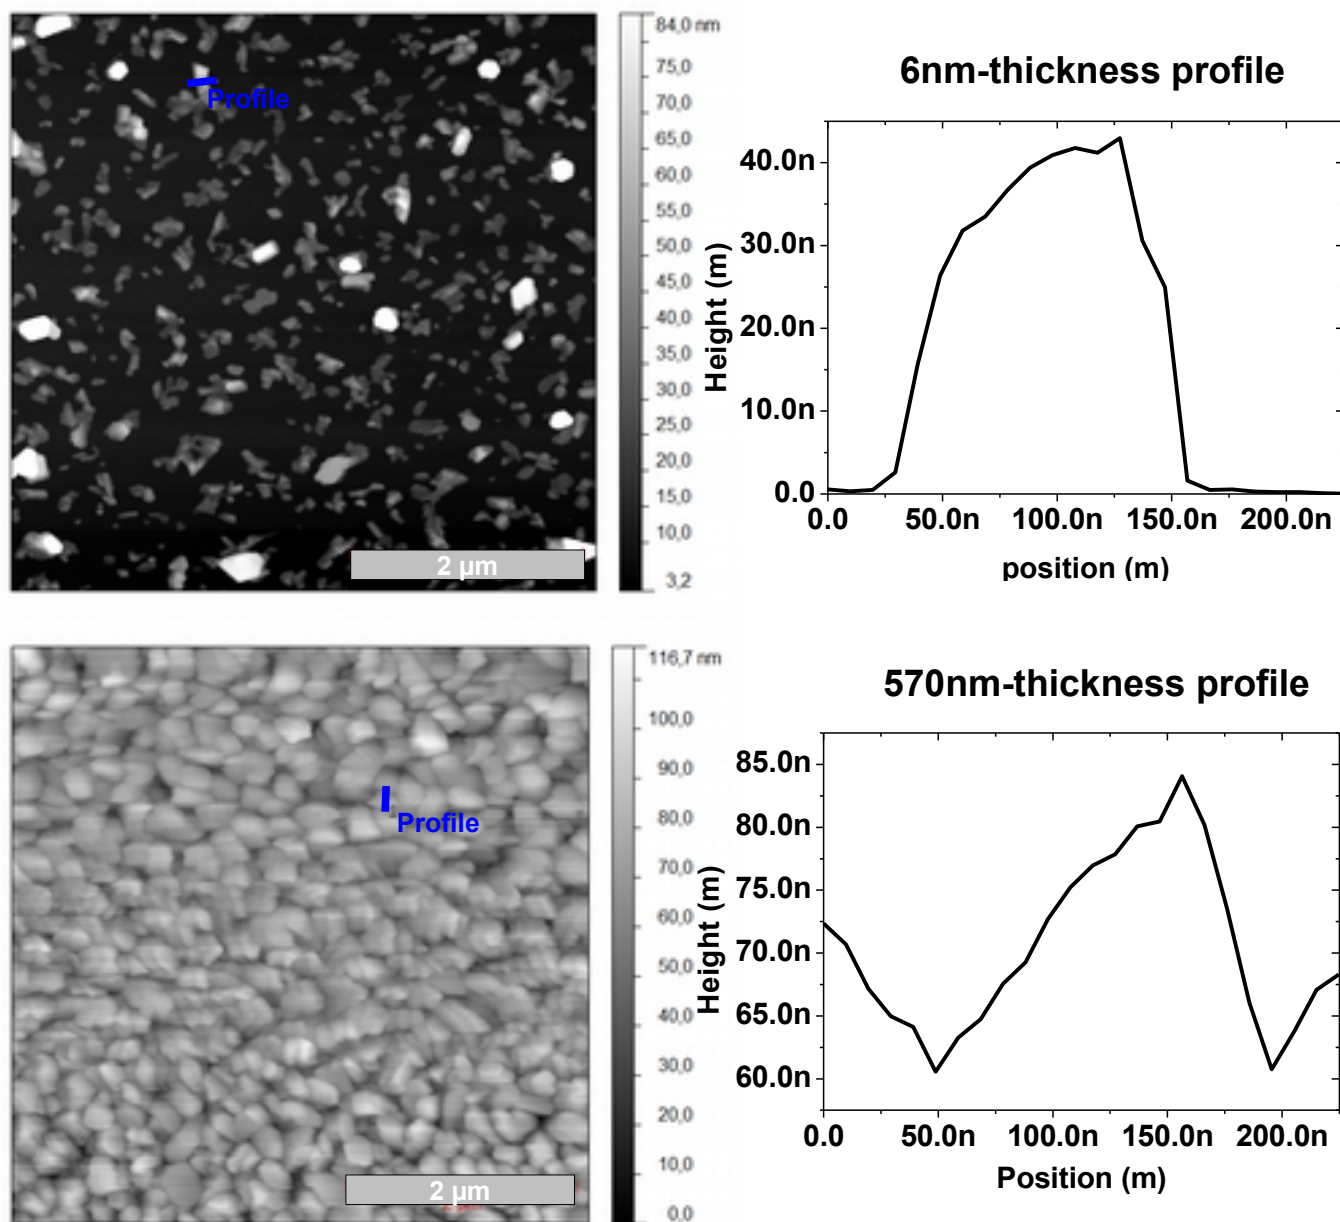 84,0 nm
75,0
70,0
65,0
60,0
55,0
50,0
45,0
40,0
35,0
30,0
25,0
20,0
15,0
10,0
3,2
Profile
2 µm
6nm-thickness profile
Height (m)
40.0n
30.0n
20.0n
10.0n
0.0
0.0 50.0n 100.0n 150.0n 200.0n
position (m)
116,7 nm
100,0
90,0
80,0
70,0
60,0
50,0
40,0
30,0
20,0
10,0
0,0
Profile
2 µm
570nm-thickness profile
Height (m)
85.0n
80.0n
75.0n
70.0n
65.0n
60.0n
0.0 50.0n 100.0n 150.0n 200.0n
Position (m)